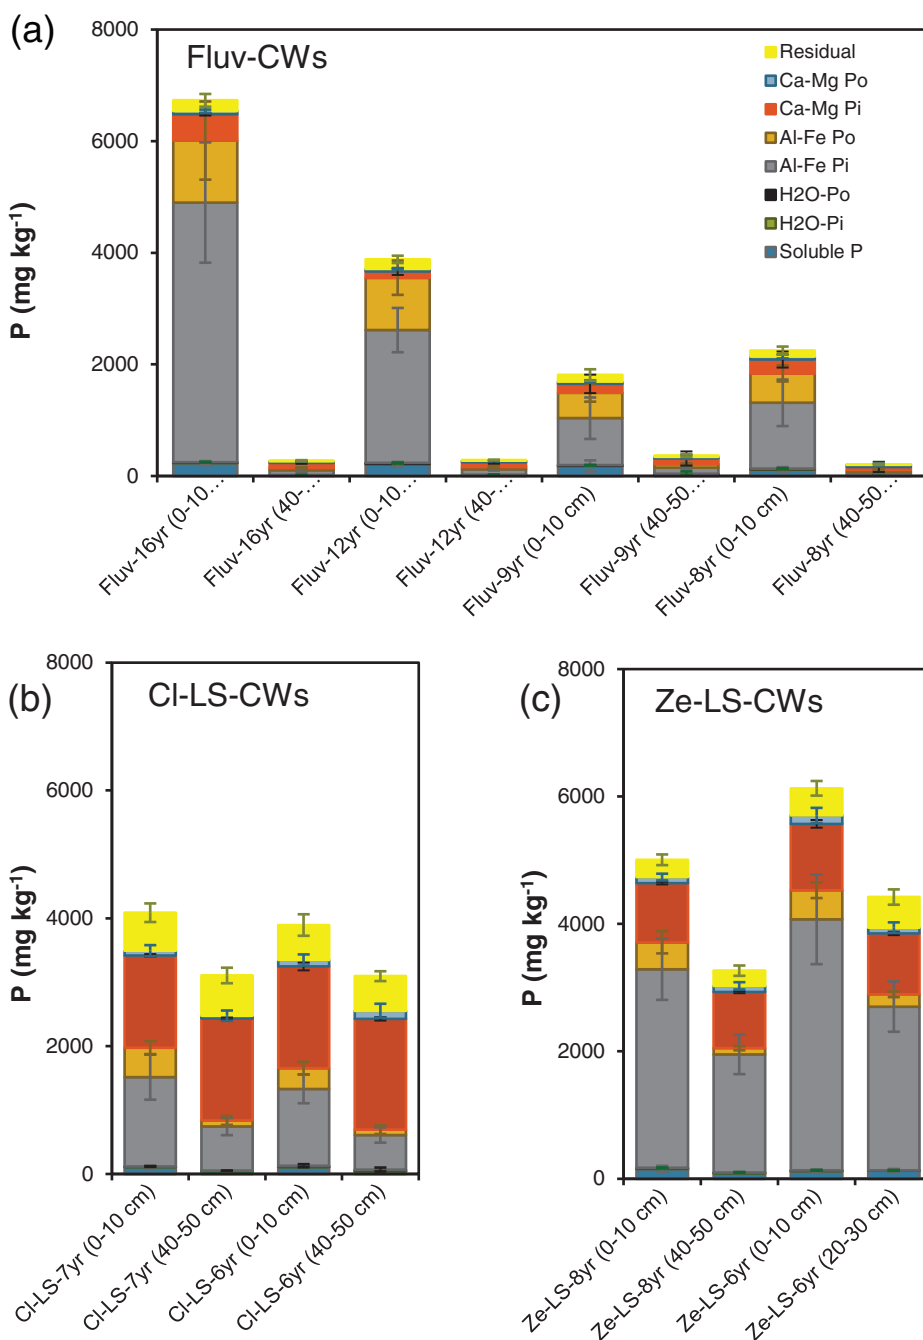 (a)
8000
6000
4000
2000
0
P (mg kg-1)
Fluv-CWs
Residual
Ca-Mg Po
Ca-Mg Pi
Al-Fe Po
Al-Fe Pi
H2O-Po
H2O-Pi
Soluble P
Fluv-16yr (0-10…
Fluv-16yr (40-…
Fluv-12yr (0-10…
Fluv-12yr (40-…
Fluv-9yr (0-10 cm)
Fluv-9yr (40-50…
Fluv-8yr (0-10 cm)
Fluv-8yr (40-50…
(b)
8000
6000
4000
2000
0
P (mg kg-1)
Cl-LS-CWs
Cl-LS-7yr (0-10 cm)
Cl-LS-7yr (40-50 cm)
Cl-LS-6yr (0-10 cm)
Cl-LS-6yr (40-50 cm)
(c)
8000
6000
4000
2000
0
P (mg kg-1)
Ze-LS-CWs
Ze-LS-8yr (0-10 cm)
Ze-LS-8yr (40-50 cm)
Ze-LS-6yr (0-10 cm)
Ze-LS-6yr (20-30 cm)